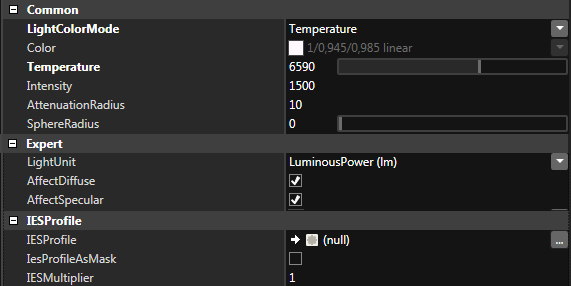 Common
LightColorMode Temperature
Color 1/0,945/0,985 linear
Temperature 6590
Intensity 1500
AttenuationRadius 10
SphereRadius 0
Expert
LightUnit LuminousPower (lm)
AffectDiffuse
AffectSpecular
IESProfile
IESProfile (null) ...
IesProfileAsMask
IESMultiplier 1